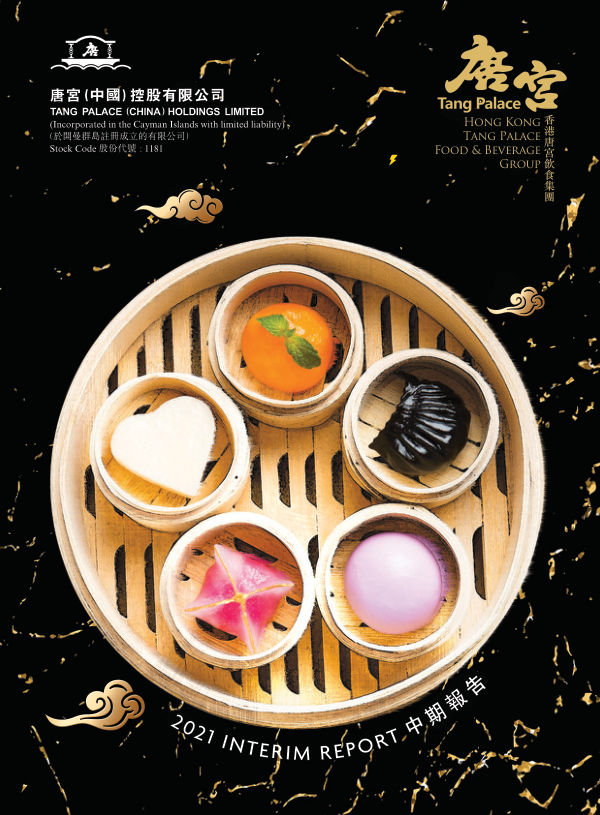 唐
唐宮（中國）控股有限公司
TANG PALACE (CHINA) HOLDINGS LIMITED
(Incorporated in the Cayman Islands with limited liability)
(於開曼群島註冊成立的有限公司)
Stock Code 股份代號 : 1181
唐宮
Tang Palace
HONG KONG
TANG PALACE
FOOD & BEVERAGE
GROUP
香港唐宮飲食集團
2021 INTERIM REPORT 中期報告